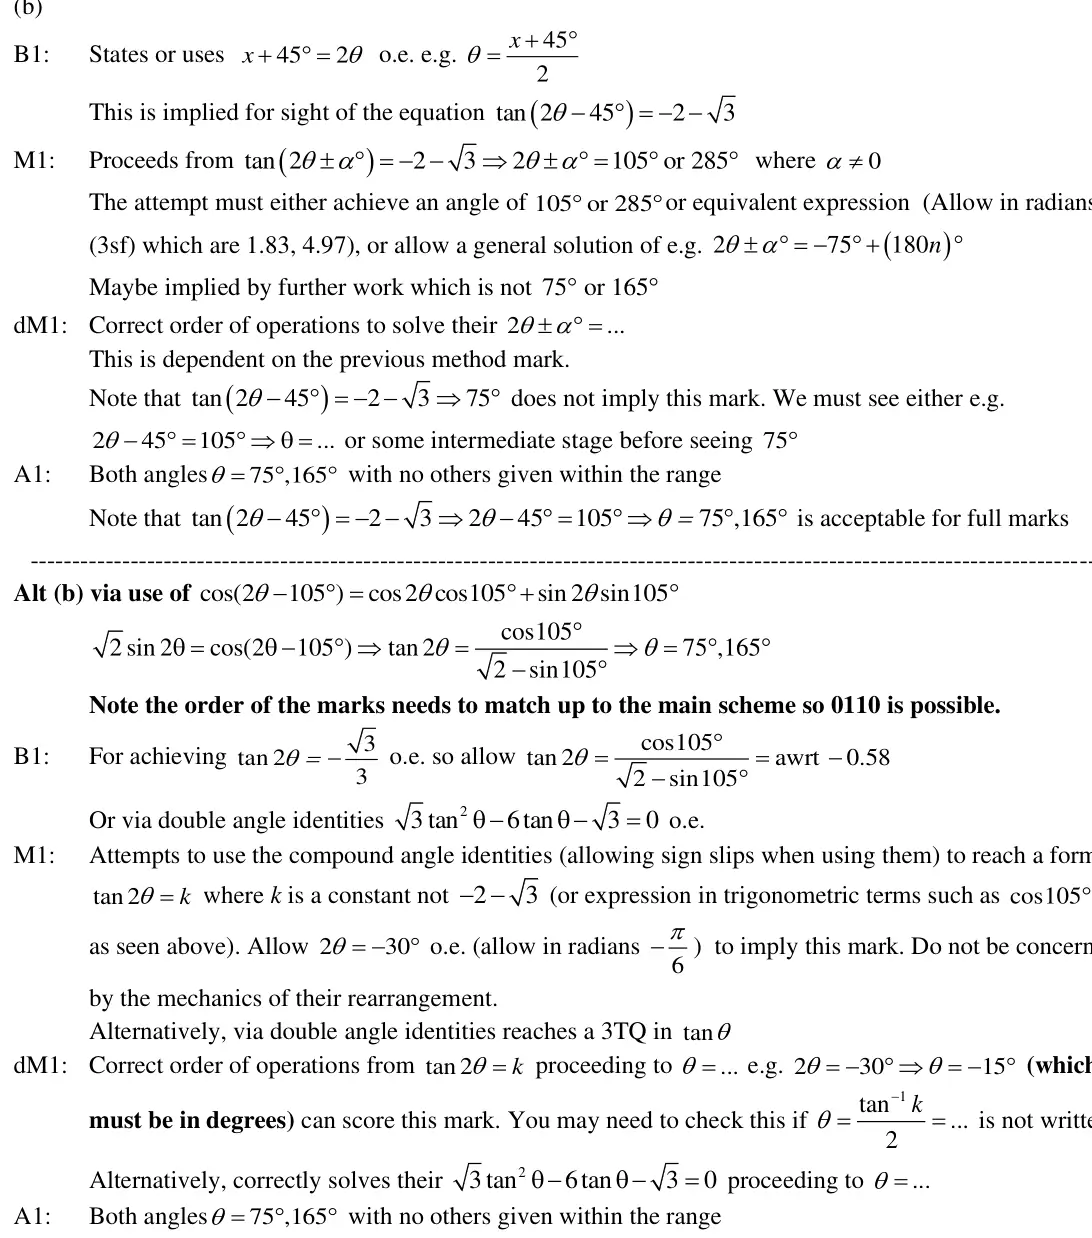 (b)
B1: States or uses x + 45° = 2θ o.e. e.g. θ = (x + 45°)/2
This is implied for sight of the equation tan(2θ − 45°) = −2 − √3
M1: Proceeds from tan(2θ ± α°) = −2 − √3 ⇒ 2θ ± α° = 105° or 285° where α ≠ 0
The attempt must either achieve an angle of 105° or 285° or equivalent expression (Allow in radians
(3sf) which are 1.83, 4.97), or allow a general solution of e.g. 2θ ± α° = −75° + (180n)°
Maybe implied by further work which is not 75° or 165°
dM1: Correct order of operations to solve their 2θ ± α° = ...
This is dependent on the previous method mark.
Note that tan(2θ − 45°) = −2 − √3 ⇒ 75° does not imply this mark. We must see either e.g.
2θ − 45° = 105° ⇒ θ = ... or some intermediate stage before seeing 75°
A1: Both angles θ = 75°,165° with no others given within the range
Note that tan(2θ − 45°) = −2 − √3 ⇒ 2θ − 45° = 105° ⇒ θ = 75°,165° is acceptable for full marks
Alt (b) via use of cos(2θ − 105°) = cos 2θ cos105° + sin 2θ sin105°
√2 sin 2θ = cos(2θ − 105°) ⇒ tan 2θ = cos105°/(√2 − sin105°) ⇒ θ = 75°,165°
Note the order of the marks needs to match up to the main scheme so 0110 is possible.
B1: For achieving tan 2θ = −√3/3 o.e. so allow tan 2θ = cos105°/(√2 − sin105°) = awrt − 0.58
Or via double angle identities √3 tan² θ − 6 tan θ − √3 = 0 o.e.
M1: Attempts to use the compound angle identities (allowing sign slips when using them) to reach a form
tan 2θ = k where k is a constant not −2 − √3 (or expression in trigonometric terms such as cos105°
as seen above). Allow 2θ = −30° o.e. (allow in radians −π/6) to imply this mark. Do not be concern
by the mechanics of their rearrangement.
Alternatively, via double angle identities reaches a 3TQ in tan θ
dM1: Correct order of operations from tan 2θ = k proceeding to θ = ... e.g. 2θ = −30° ⇒ θ = −15° (which
must be in degrees) can score this mark. You may need to check this if θ = tan⁻¹ k/2 = ... is not writte
Alternatively, correctly solves their √3 tan² θ − 6 tan θ − √3 = 0 proceeding to θ = ...
A1: Both angles θ = 75°,165° with no others given within the range